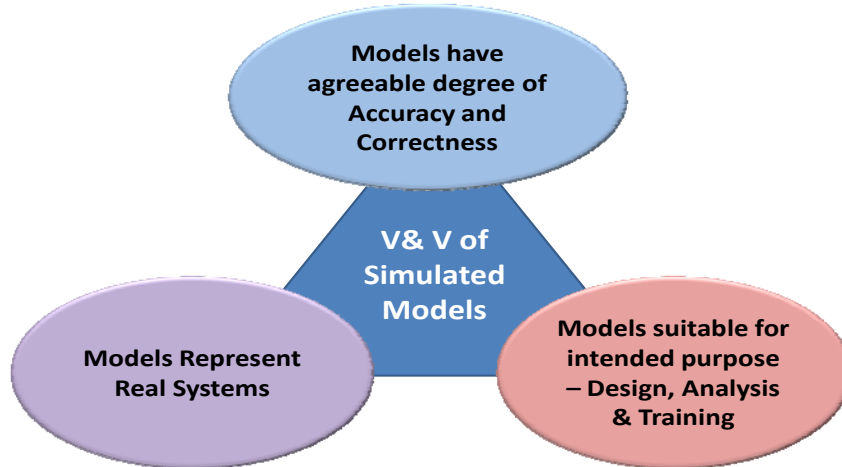 Models have
agreeable degree of
Accuracy and
Correctness
V& V of
Simulated
Models
Models Represent
Real Systems
Models suitable for
intended purpose
– Design, Analysis
& Training